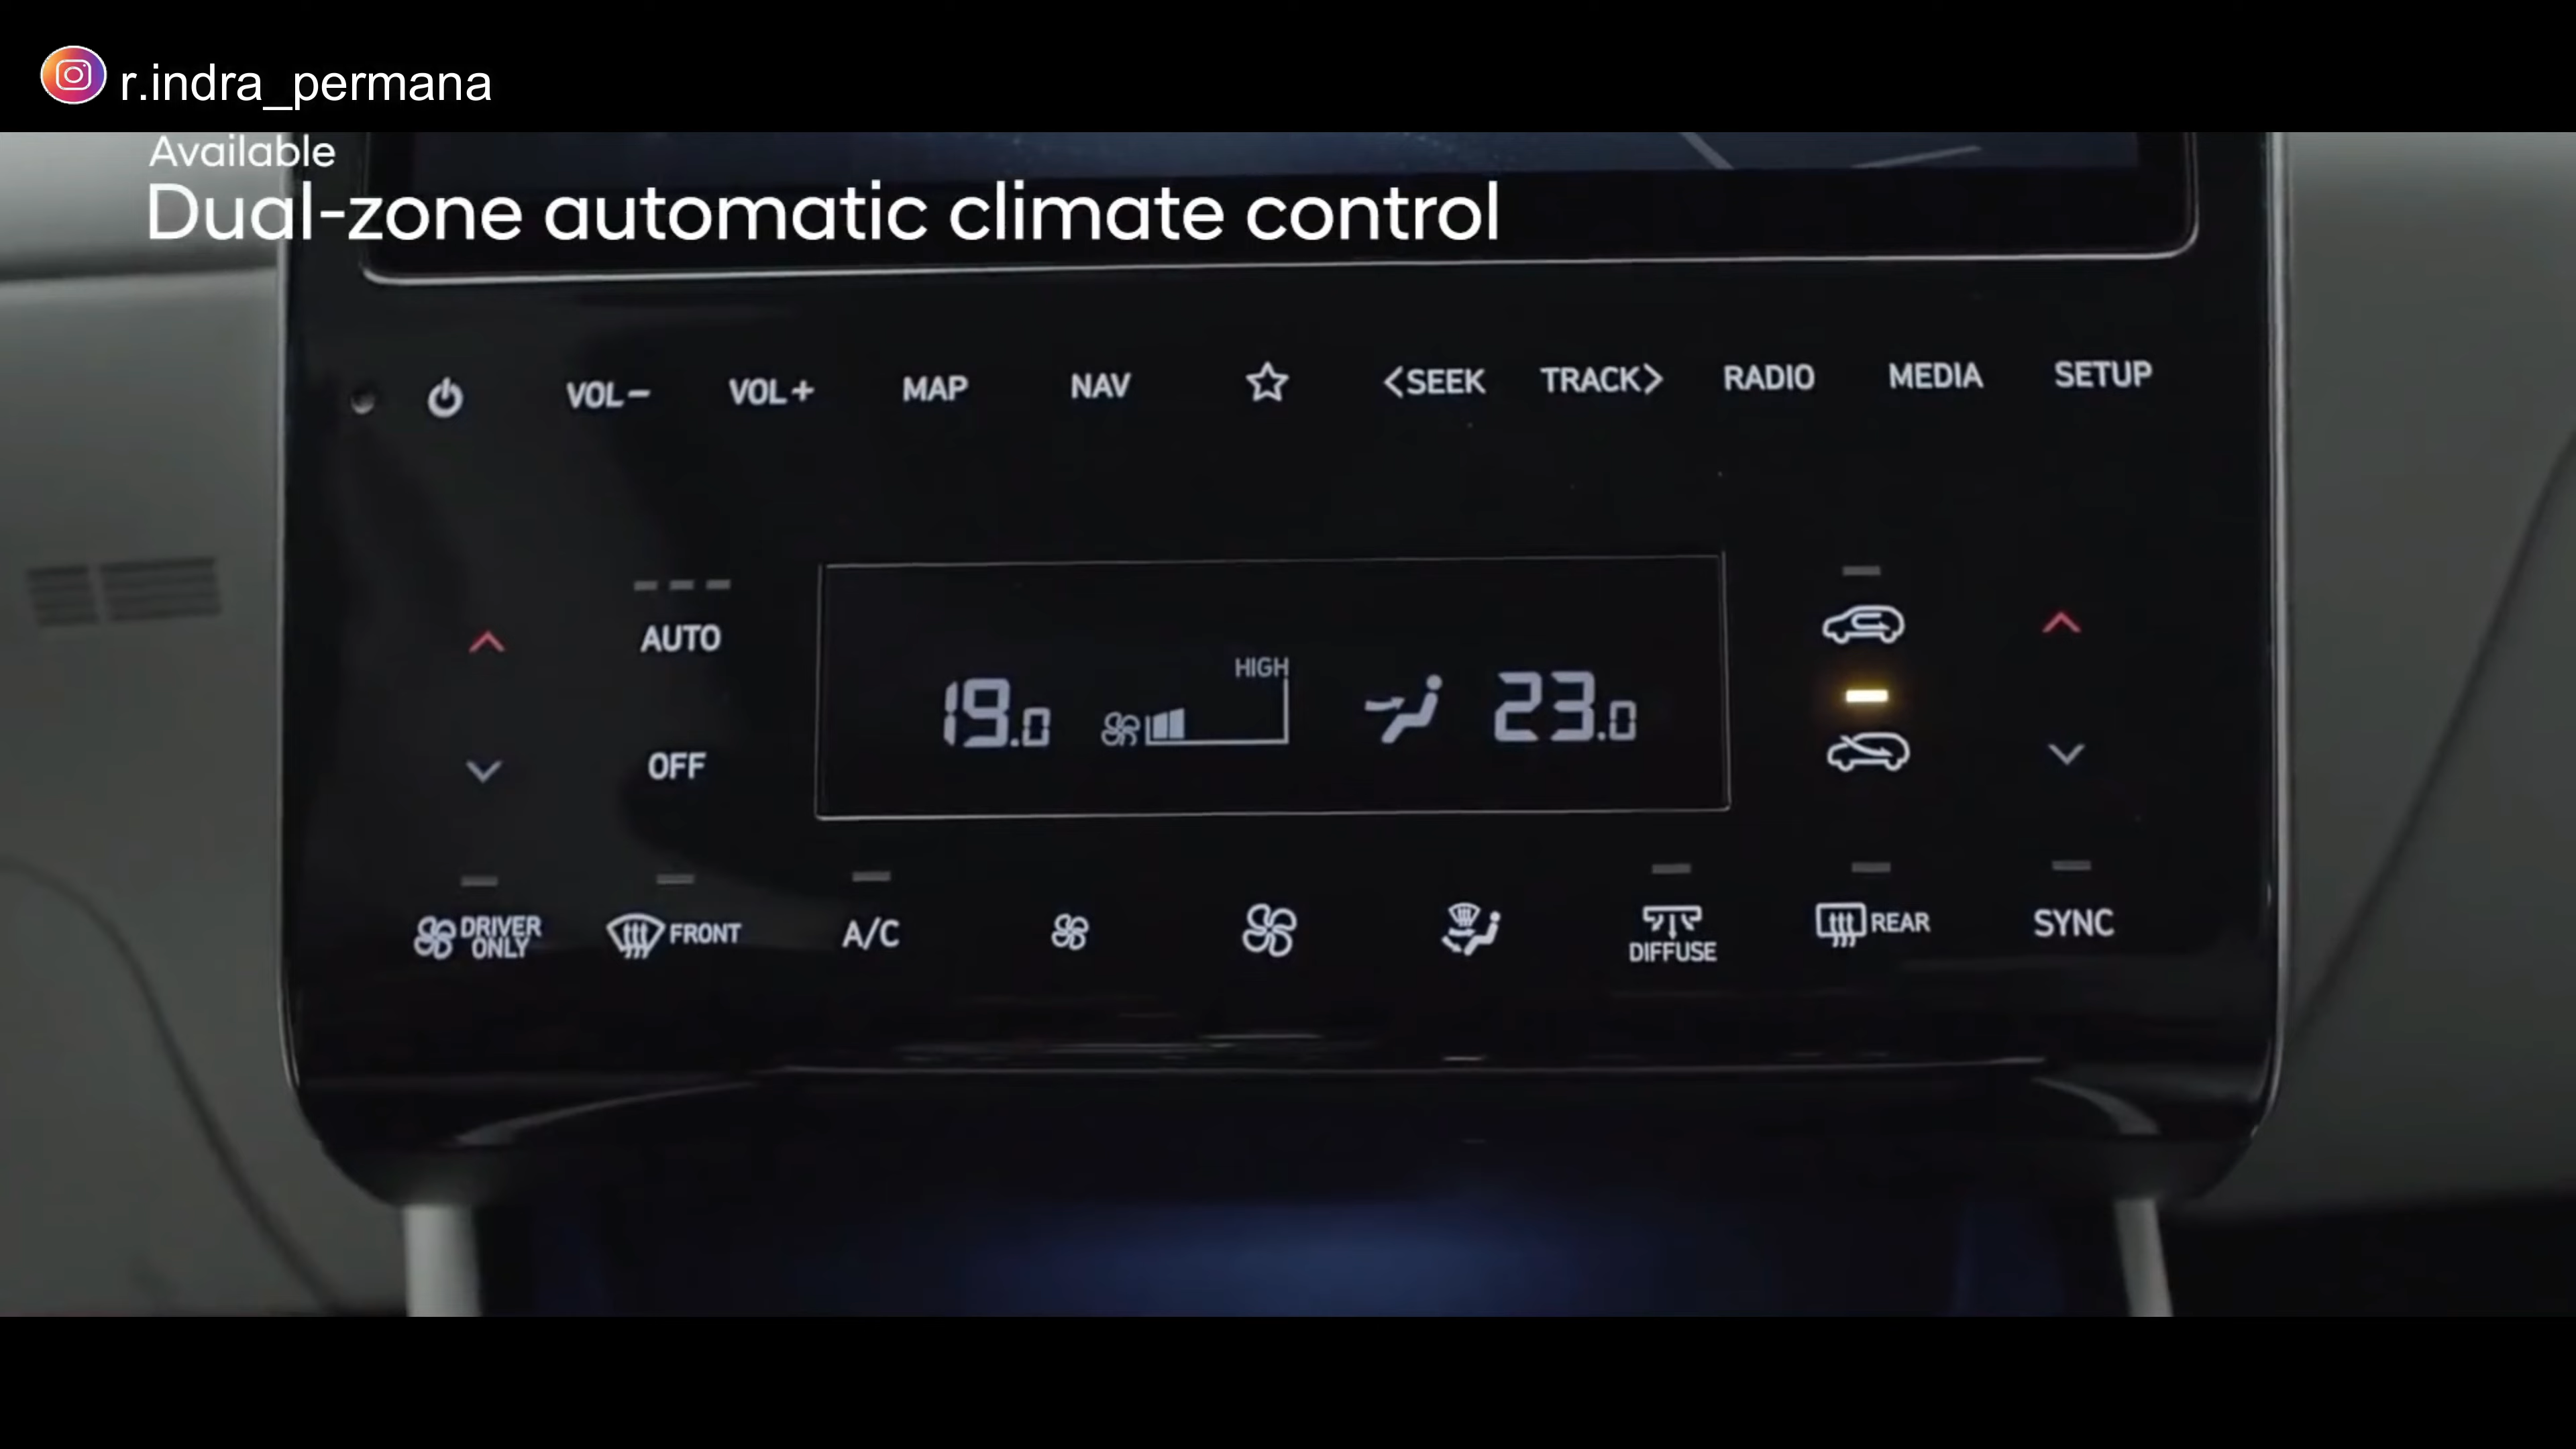 r.indra_permana
Available
Dual-zone automatic climate control
VOL− VOL+ MAP NAV <SEEK TRACK> RADIO MEDIA SETUP
AUTO
HIGH
19.0 23.0
OFF
DRIVER ONLY FRONT A/C DIFFUSE REAR SYNC